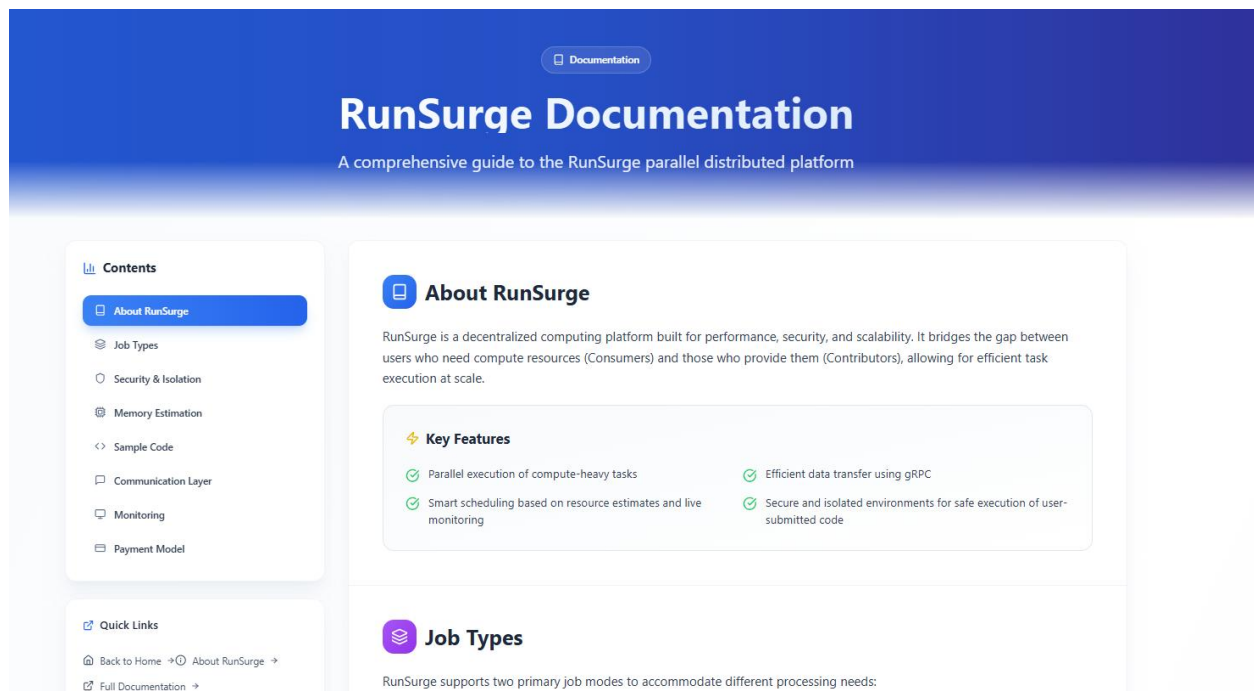 Documentation
RunSurge Documentation
A comprehensive guide to the RunSurge parallel distributed platform
Contents
About RunSurge
Job Types
Security & Isolation
Memory Estimation
Sample Code
Communication Layer
Monitoring
Payment Model
Quick Links
Back to Home → About RunSurge →
Full Documentation →
About RunSurge
RunSurge is a decentralized computing platform built for performance, security, and scalability. It bridges the gap between
users who need compute resources (Consumers) and those who provide them (Contributors), allowing for efficient task
execution at scale.
Key Features
Parallel execution of compute-heavy tasks
Efficient data transfer using gRPC
Smart scheduling based on resource estimates and live
monitoring
Secure and isolated environments for safe execution of user-
submitted code
Job Types
RunSurge supports two primary job modes to accommodate different processing needs: